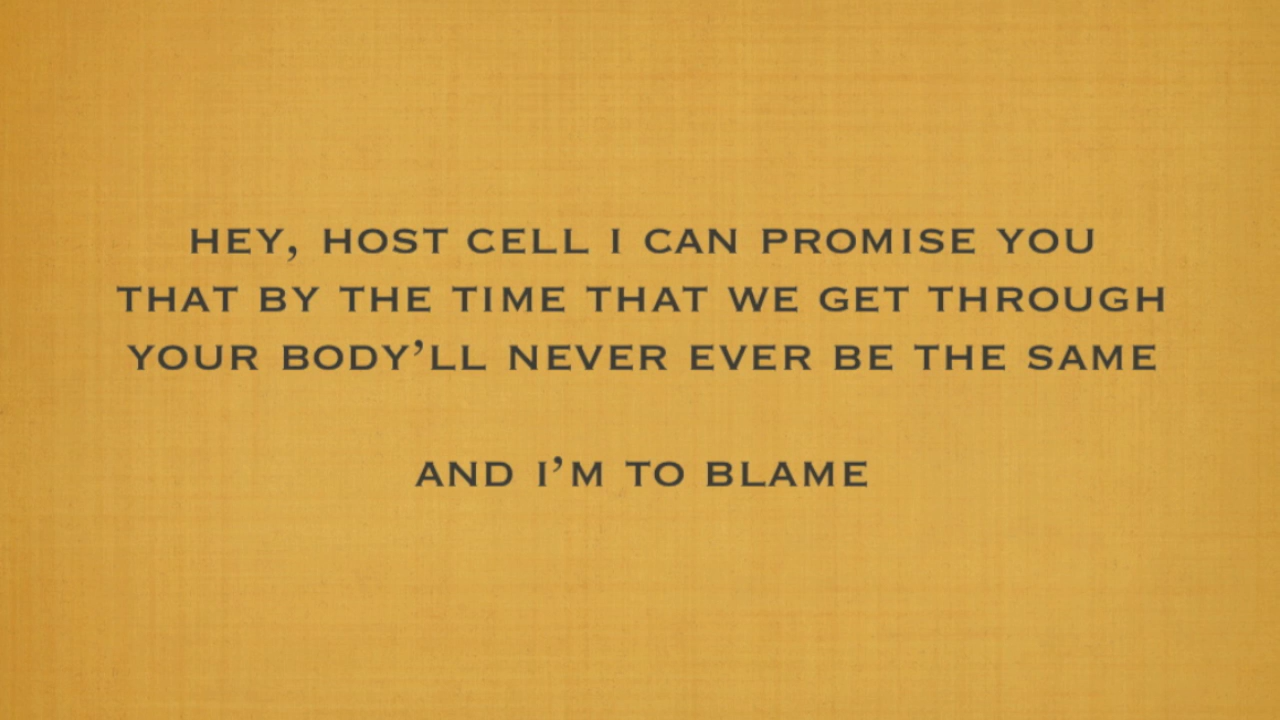 HEY, HOST CELL I CAN PROMISE YOU
THAT BY THE TIME THAT WE GET THROUGH
YOUR BODY’LL NEVER EVER BE THE SAME
AND I’M TO BLAME